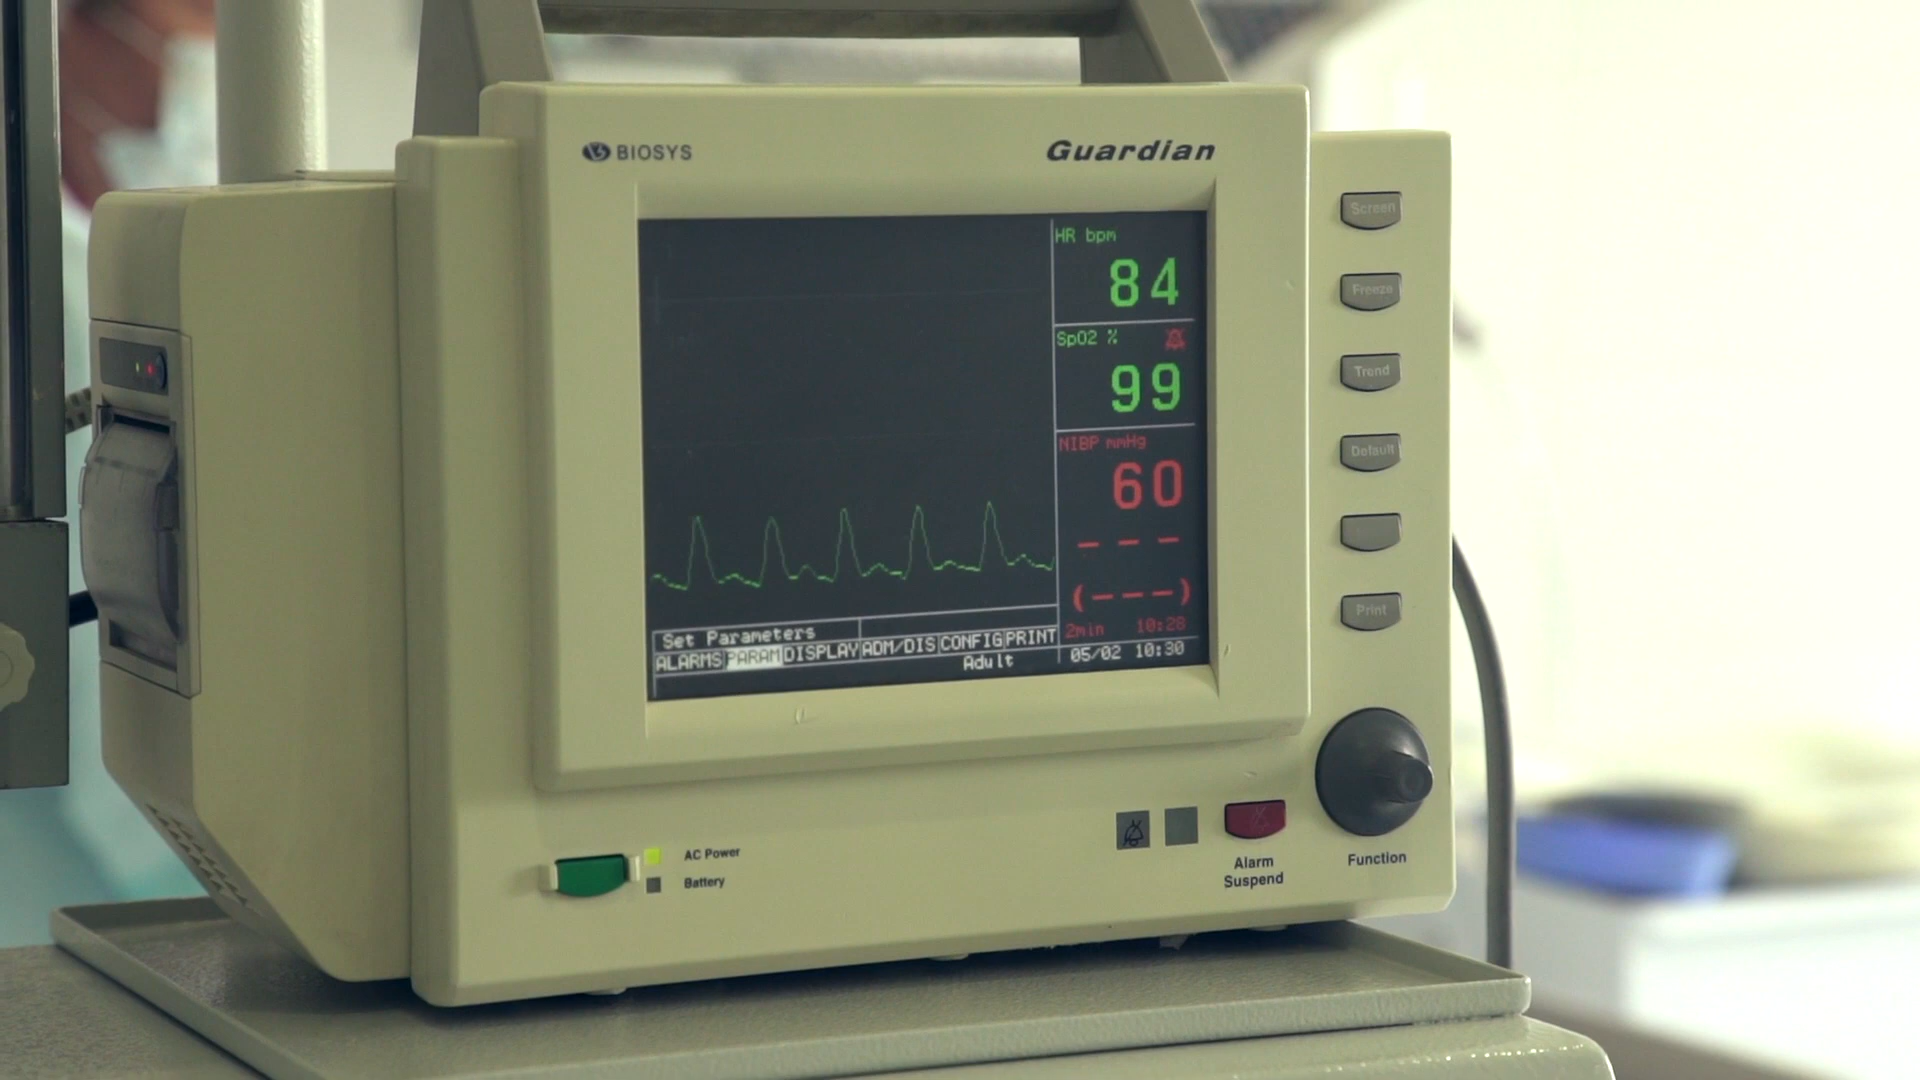 BIOSYS
Guardian
HR bpm
84
SpO2 %
99
NIBP mmHg
60
- - -
(---)
2min 10:28
Set Parameters
ALARMS PARAM DISPLAY ADM/DIS CONFIG PRINT
Adult
05/02 10:30
Screen
Freeze
Trend
Default
Print
AC Power
Battery
Alarm
Suspend
Function